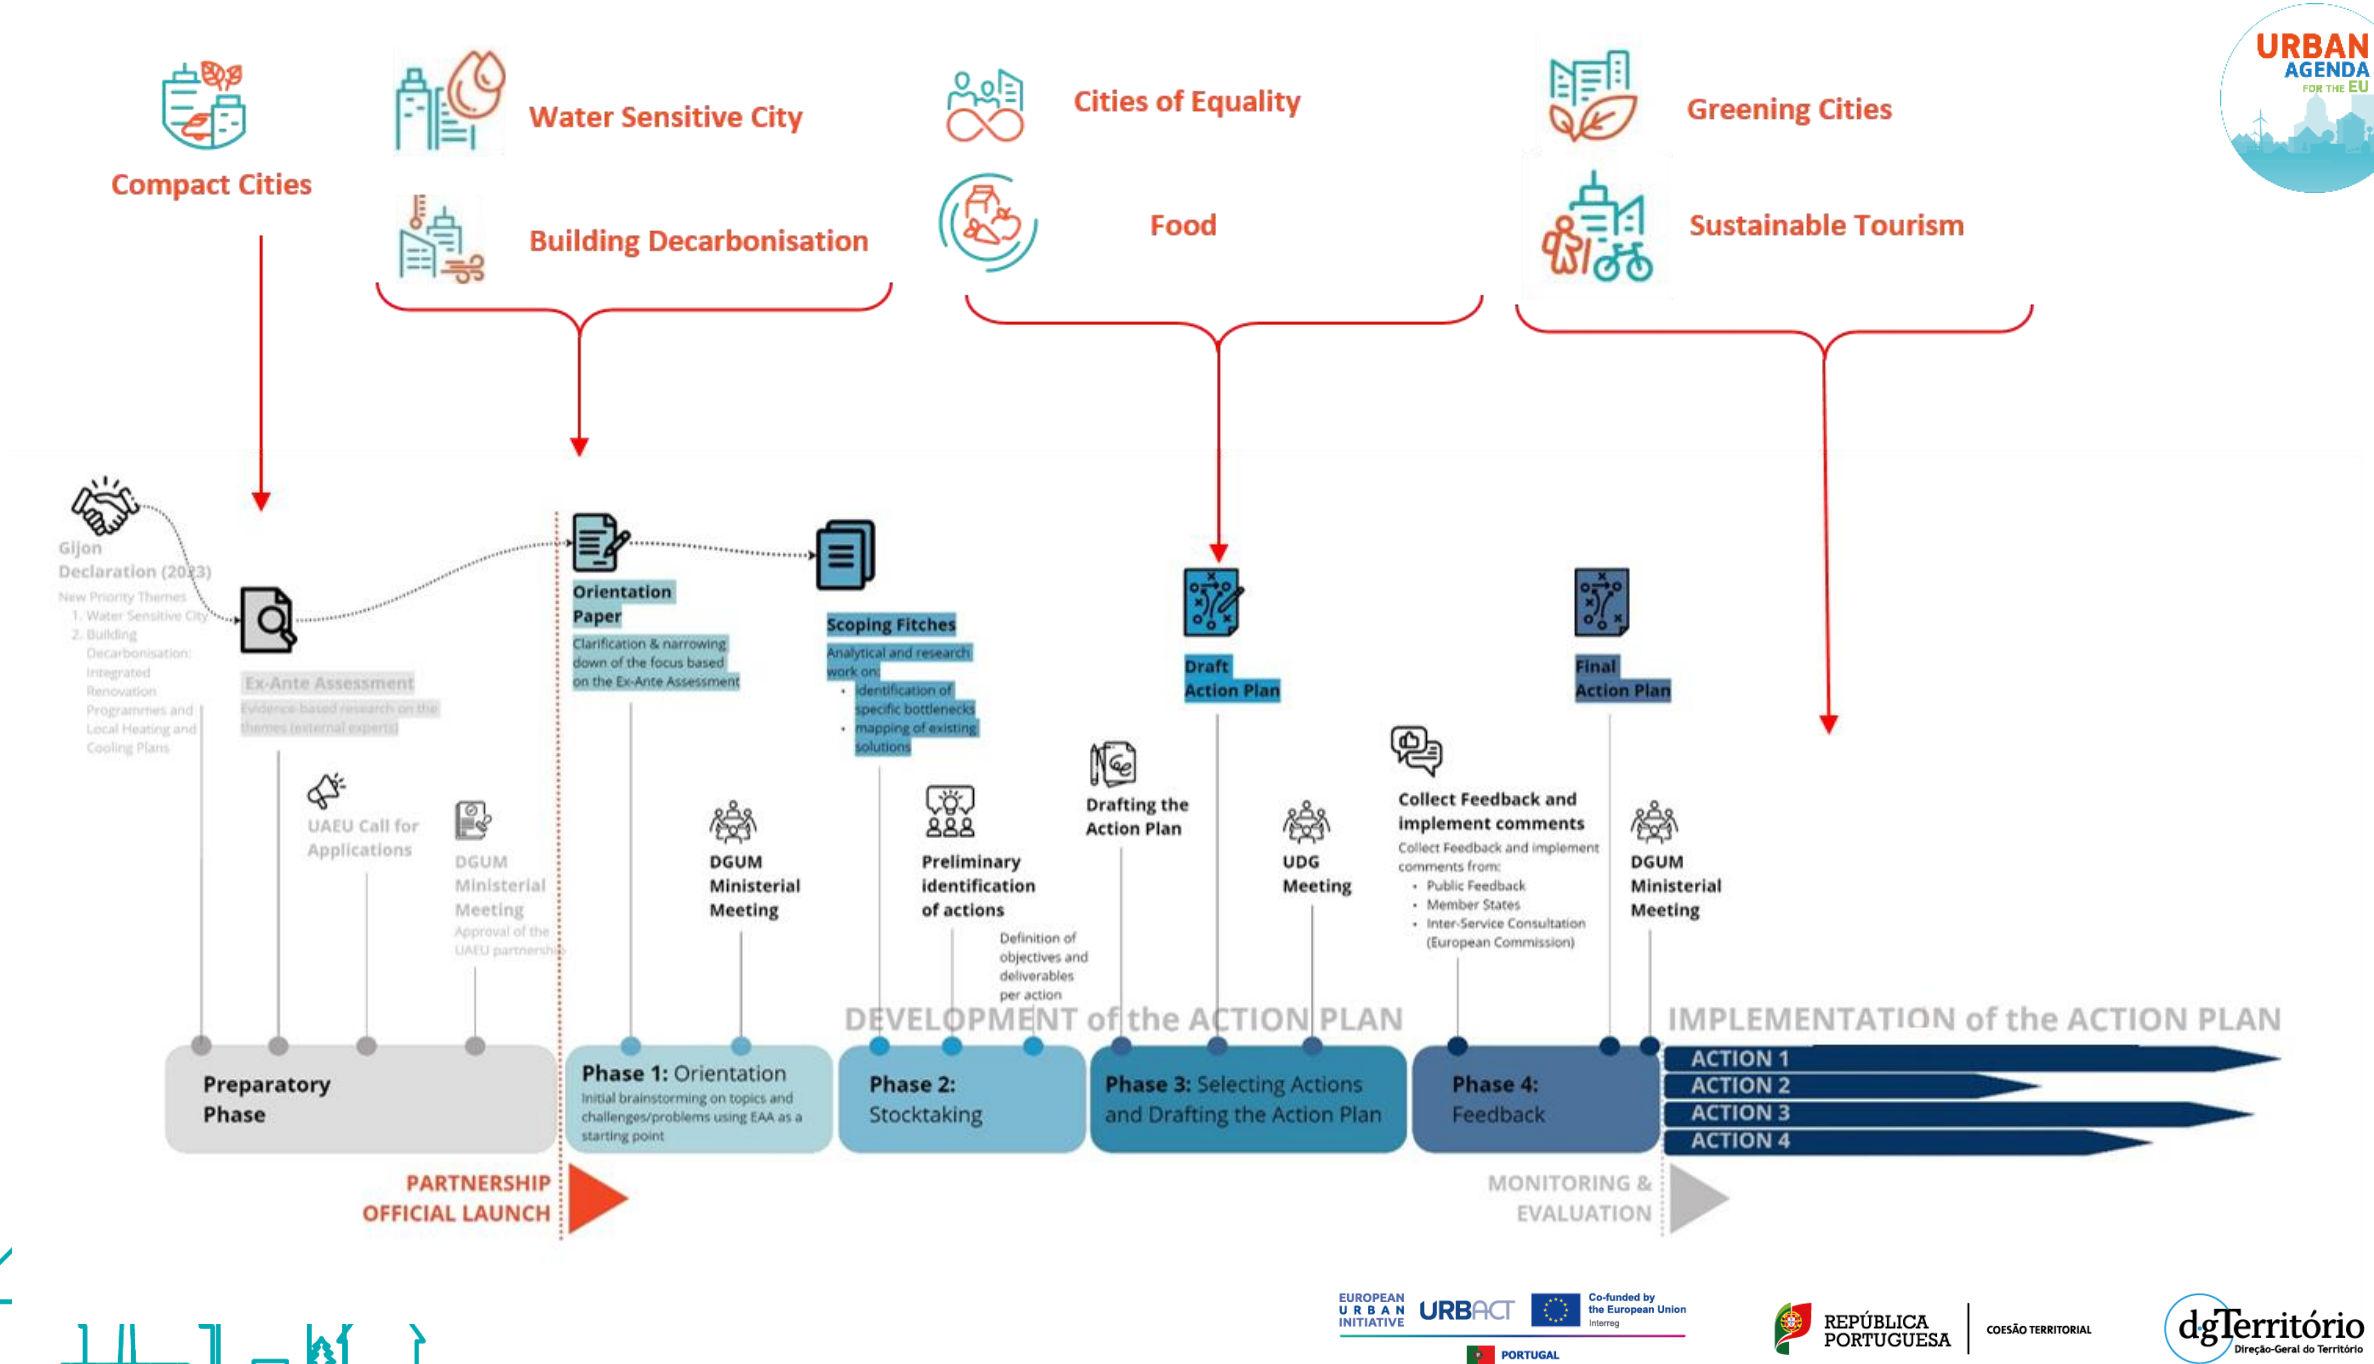 URBAN
AGENDA
FOR THE EU
Compact Cities
Water Sensitive City
Building Decarbonisation
Cities of Equality
Food
Greening Cities
Sustainable Tourism
Gijon
Declaration (2023)
New Priority Themes
1. Water Sensitive City
2. Building
Decarbonisation:
Integrated
Renovation
Programmes and
Local Heating and
Cooling Plans
Ex-Ante Assessment
Evidence-based research on the
themes (external experts)
UAEU Call for
Applications
DGUM
Ministerial
Meeting
Approval of the
UAEU partnership
Orientation
Paper
Clarification & narrowing
down of the focus based
on the Ex-Ante Assessment
DGUM
Ministerial
Meeting
Scoping Fitches
Analytical and research
work on:
• identification of
specific bottlenecks
• mapping of existing
solutions
Preliminary
identification
of actions
Definition of
objectives and
deliverables
per action
Drafting the
Action Plan
Draft
Action Plan
UDG
Meeting
Collect Feedback and
implement comments
Collect Feedback and implement
comments from:
• Public Feedback
• Member States
• Inter-Service Consultation
(European Commission)
Final
Action Plan
DGUM
Ministerial
Meeting
DEVELOPMENT of the ACTION PLAN
IMPLEMENTATION of the ACTION PLAN
Preparatory
Phase
Phase 1: Orientation
Initial brainstorming on topics and
challenges/problems using EAA as a
starting point
Phase 2:
Stocktaking
Phase 3: Selecting Actions
and Drafting the Action Plan
Phase 4:
Feedback
ACTION 1
ACTION 2
ACTION 3
ACTION 4
PARTNERSHIP
OFFICIAL LAUNCH
MONITORING &
EVALUATION
EUROPEAN
URBAN
INITIATIVE
URBACT
Co-funded by
the European Union
Interreg
PORTUGAL
REPÚBLICA
PORTUGUESA
COESÃO TERRITORIAL
dgTerritório
Direção-Geral do Território